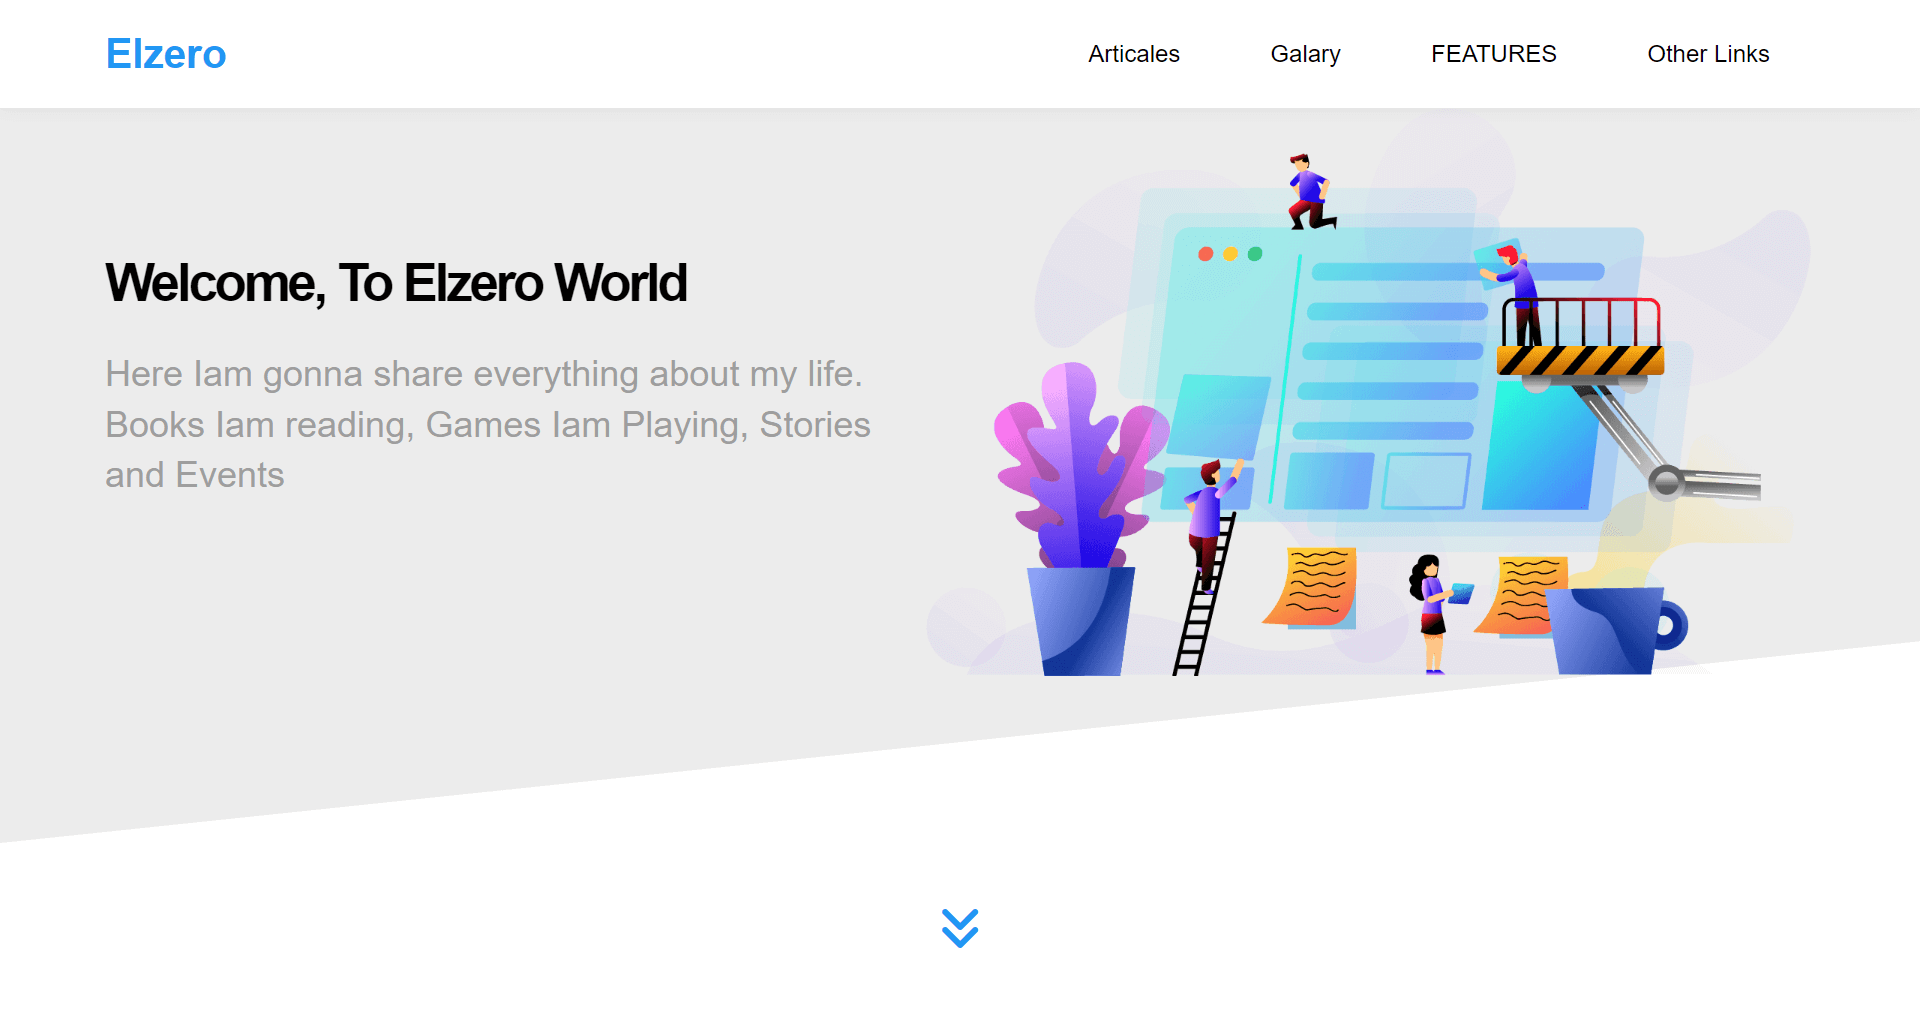 Elzero
Articales
Galary
FEATURES
Other Links
Welcome, To Elzero World
Here Iam gonna share everything about my life.
Books Iam reading, Games Iam Playing, Stories
and Events